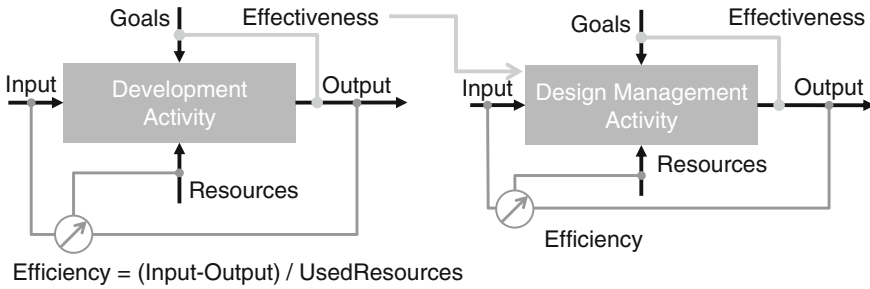 Goals
Effectiveness
Input
Development
Activity
Output
Resources
Efficiency = (Input-Output) / UsedResources
Goals
Effectiveness
Input
Design Management
Activity
Output
Resources
Efficiency